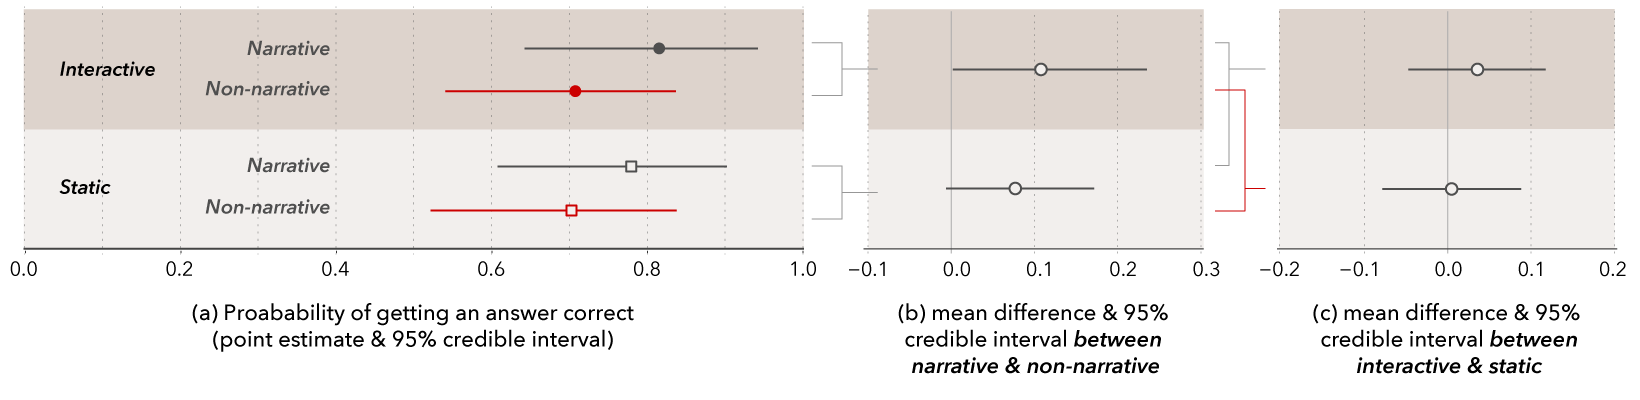 Interactive
Narrative
Non-narrative
Static
Narrative
Non-narrative
0.0 0.2 0.4 0.6 0.8 1.0
−0.1 0.0 0.1 0.2 0.3
−0.2 −0.1 0.0 0.1 0.2
(a) Proabability of getting an answer correct
(point estimate & 95% credible interval)
(b) mean difference & 95%
credible interval between
narrative & non-narrative
(c) mean difference & 95%
credible interval between
interactive & static